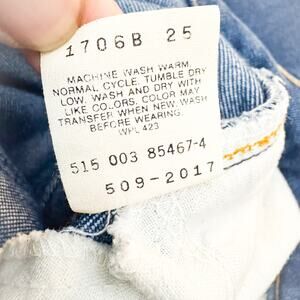 1706B 25
MACHINE WASH WARM
NORMAL CYCLE. TUMBLE DRY
LOW. WASH AND DRY WITH
LIKE COLORS. COLOR MAY
TRANSFER WHEN NEW. WASH
BEFORE WEARING.
WPL 423
515 003 85467-4
509-2017